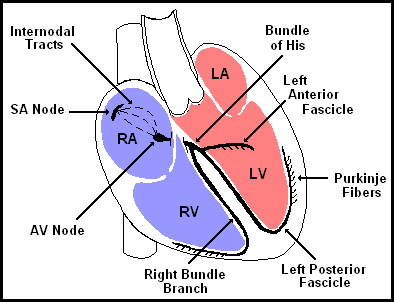 Internodal
Tracts
Bundle
of His
SA Node
LA
Left
Anterior
Fascicle
RA
LV
Purkinje
Fibers
AV Node
RV
Right Bundle
Branch
Left Posterior
Fascicle